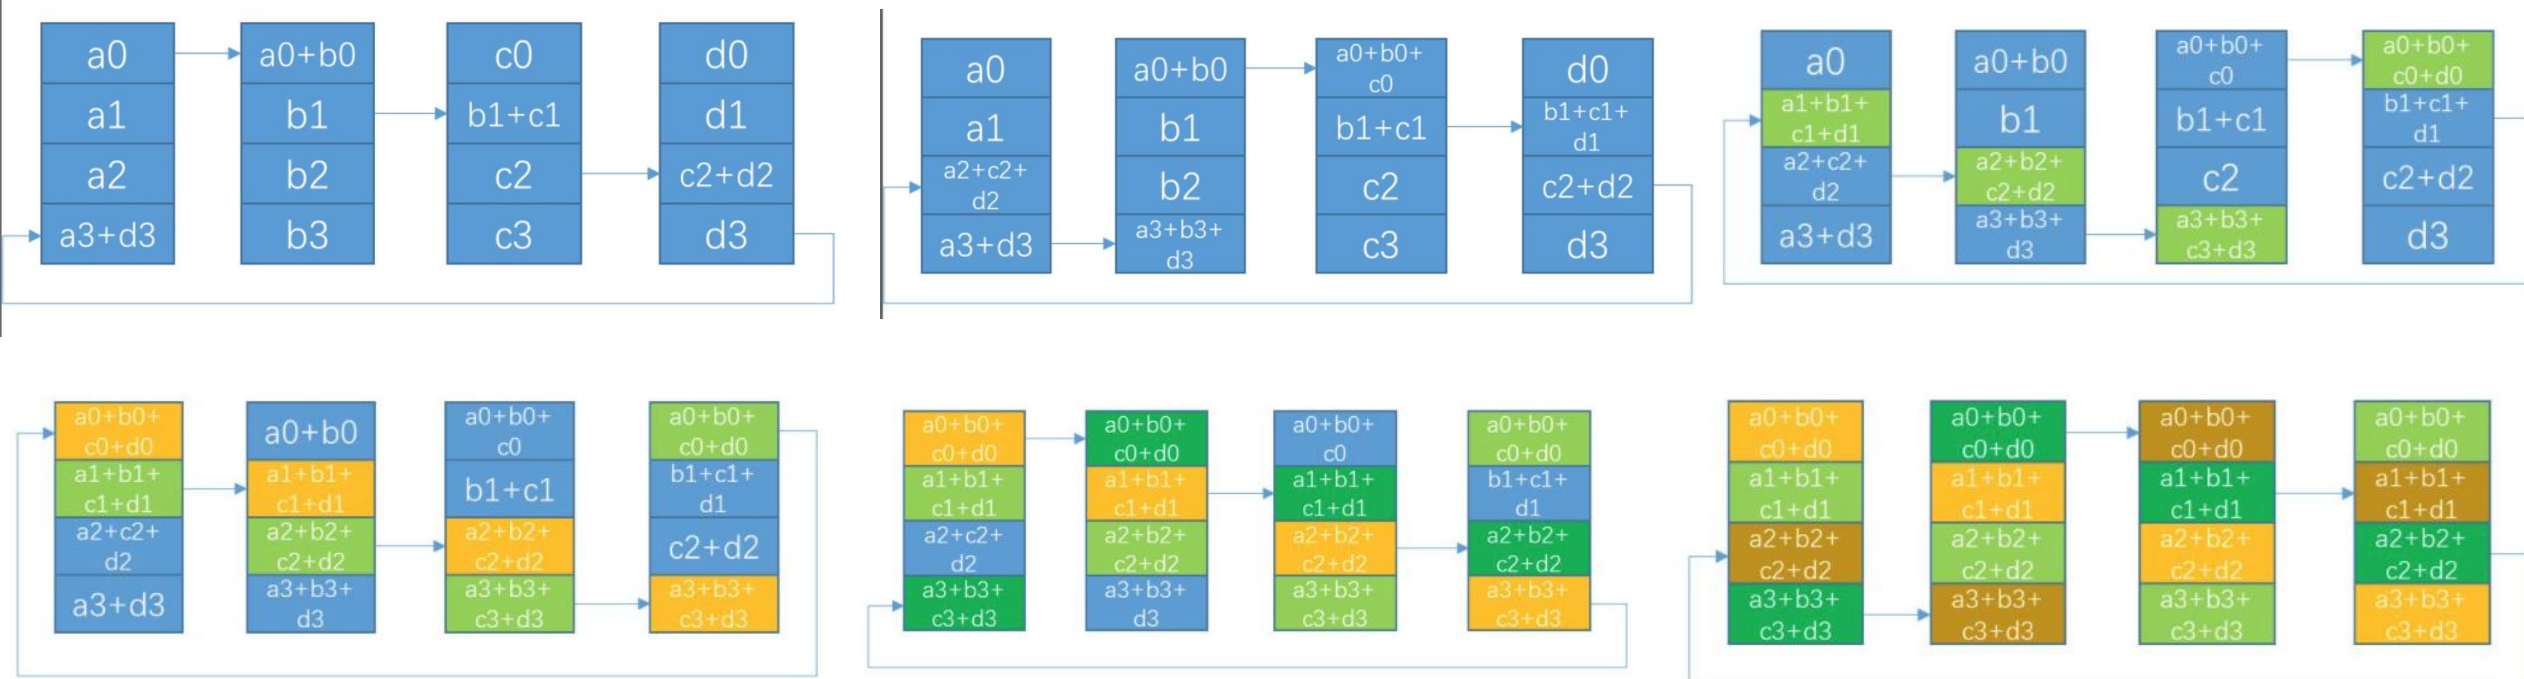 a0
a0+b0
c0
d0
a1
b1
b1+c1
d1
a2
b2
c2
c2+d2
a3+d3
b3
c3
d3
a0
a0+b0
a0+b0+
c0
d0
a1
b1
b1+c1
b1+c1+
d1
a2+c2+
d2
b2
c2
c2+d2
a3+d3
a3+b3+
d3
c3
d3
a0
a0+b0
a0+b0+
c0
a0+b0+
c0+d0
a1+b1+
c1+d1
b1
b1+c1
b1+c1+
d1
a2+c2+
d2
a2+b2+
c2+d2
c2
c2+d2
a3+d3
a3+b3+
d3
a3+b3+
c3+d3
d3
a0+b0+
c0+d0
a0+b0
a0+b0+
c0
a0+b0+
c0+d0
a1+b1+
c1+d1
a1+b1+
c1+d1
b1+c1
b1+c1+
d1
a2+c2+
d2
a2+b2+
c2+d2
a2+b2+
c2+d2
c2+d2
a3+d3
a3+b3+
d3
a3+b3+
c3+d3
a3+b3+
c3+d3
a0+b0+
c0+d0
a0+b0+
c0+d0
a0+b0+
c0
a0+b0+
c0+d0
a1+b1+
c1+d1
a1+b1+
c1+d1
a1+b1+
c1+d1
b1+c1+
d1
a2+c2+
d2
a2+b2+
c2+d2
a2+b2+
c2+d2
a2+b2+
c2+d2
a3+b3+
c3+d3
a3+b3+
d3
a3+b3+
c3+d3
a3+b3+
c3+d3
a0+b0+
c0+d0
a0+b0+
c0+d0
a0+b0+
c0+d0
a0+b0+
c0+d0
a1+b1+
c1+d1
a1+b1+
c1+d1
a1+b1+
c1+d1
a1+b1+
c1+d1
a2+b2+
c2+d2
a2+b2+
c2+d2
a2+b2+
c2+d2
a2+b2+
c2+d2
a3+b3+
c3+d3
a3+b3+
c3+d3
a3+b3+
c3+d3
a3+b3+
c3+d3